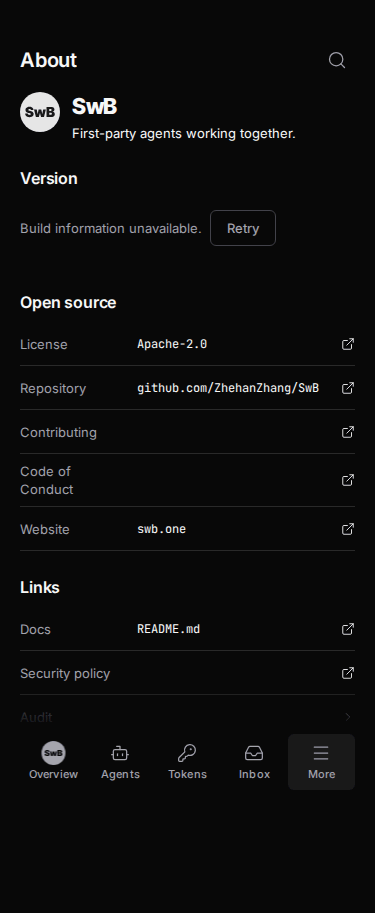 About
SwB
SwB
First-party agents working together.
Version
Build information unavailable.
Retry
Open source
License
Apache-2.0
Repository
github.com/ZhehanZhang/SwB
Contributing
Code of
Conduct
Website
swb.one
Links
Docs
README.md
Security policy
Audit
SwB
Overview
Agents
Tokens
Inbox
More